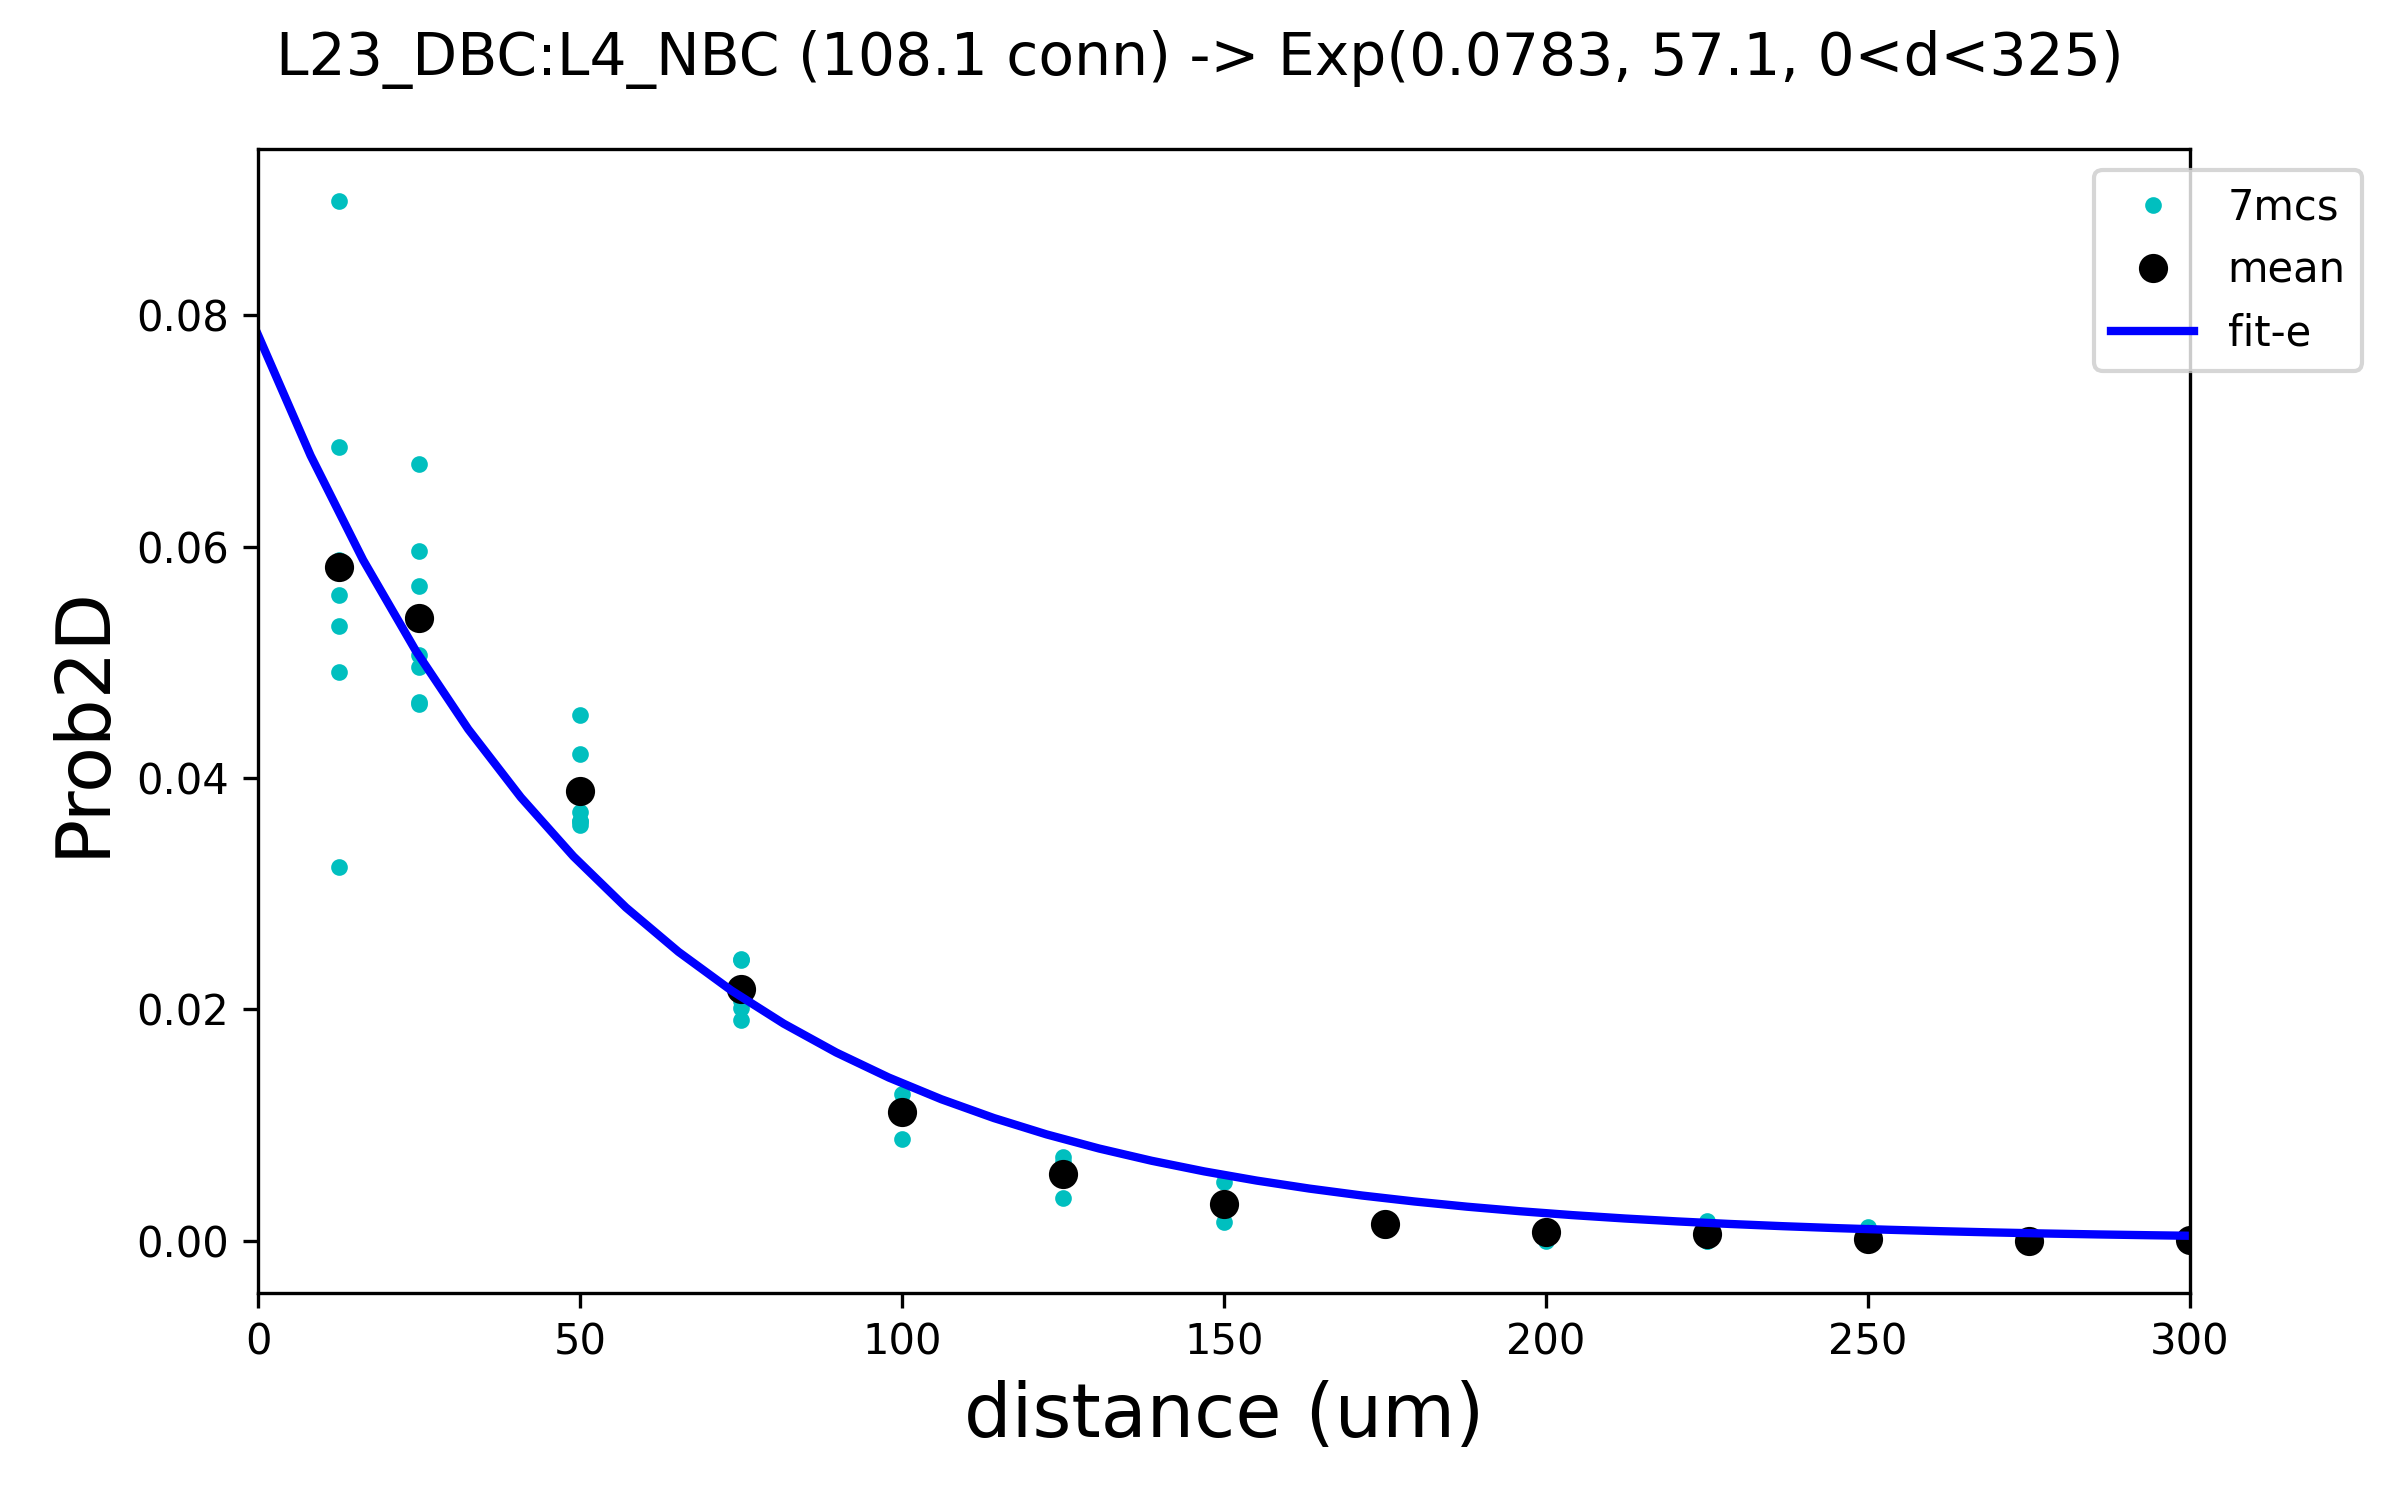 L23_DBC:L4_NBC (108.1 conn) -> Exp(0.0783, 57.1, 0<d<325)
7mcs
mean
fit-e
0.08
0.06
0.04
0.02
0.00
Prob2D
0 50 100 150 200 250 300
distance (um)